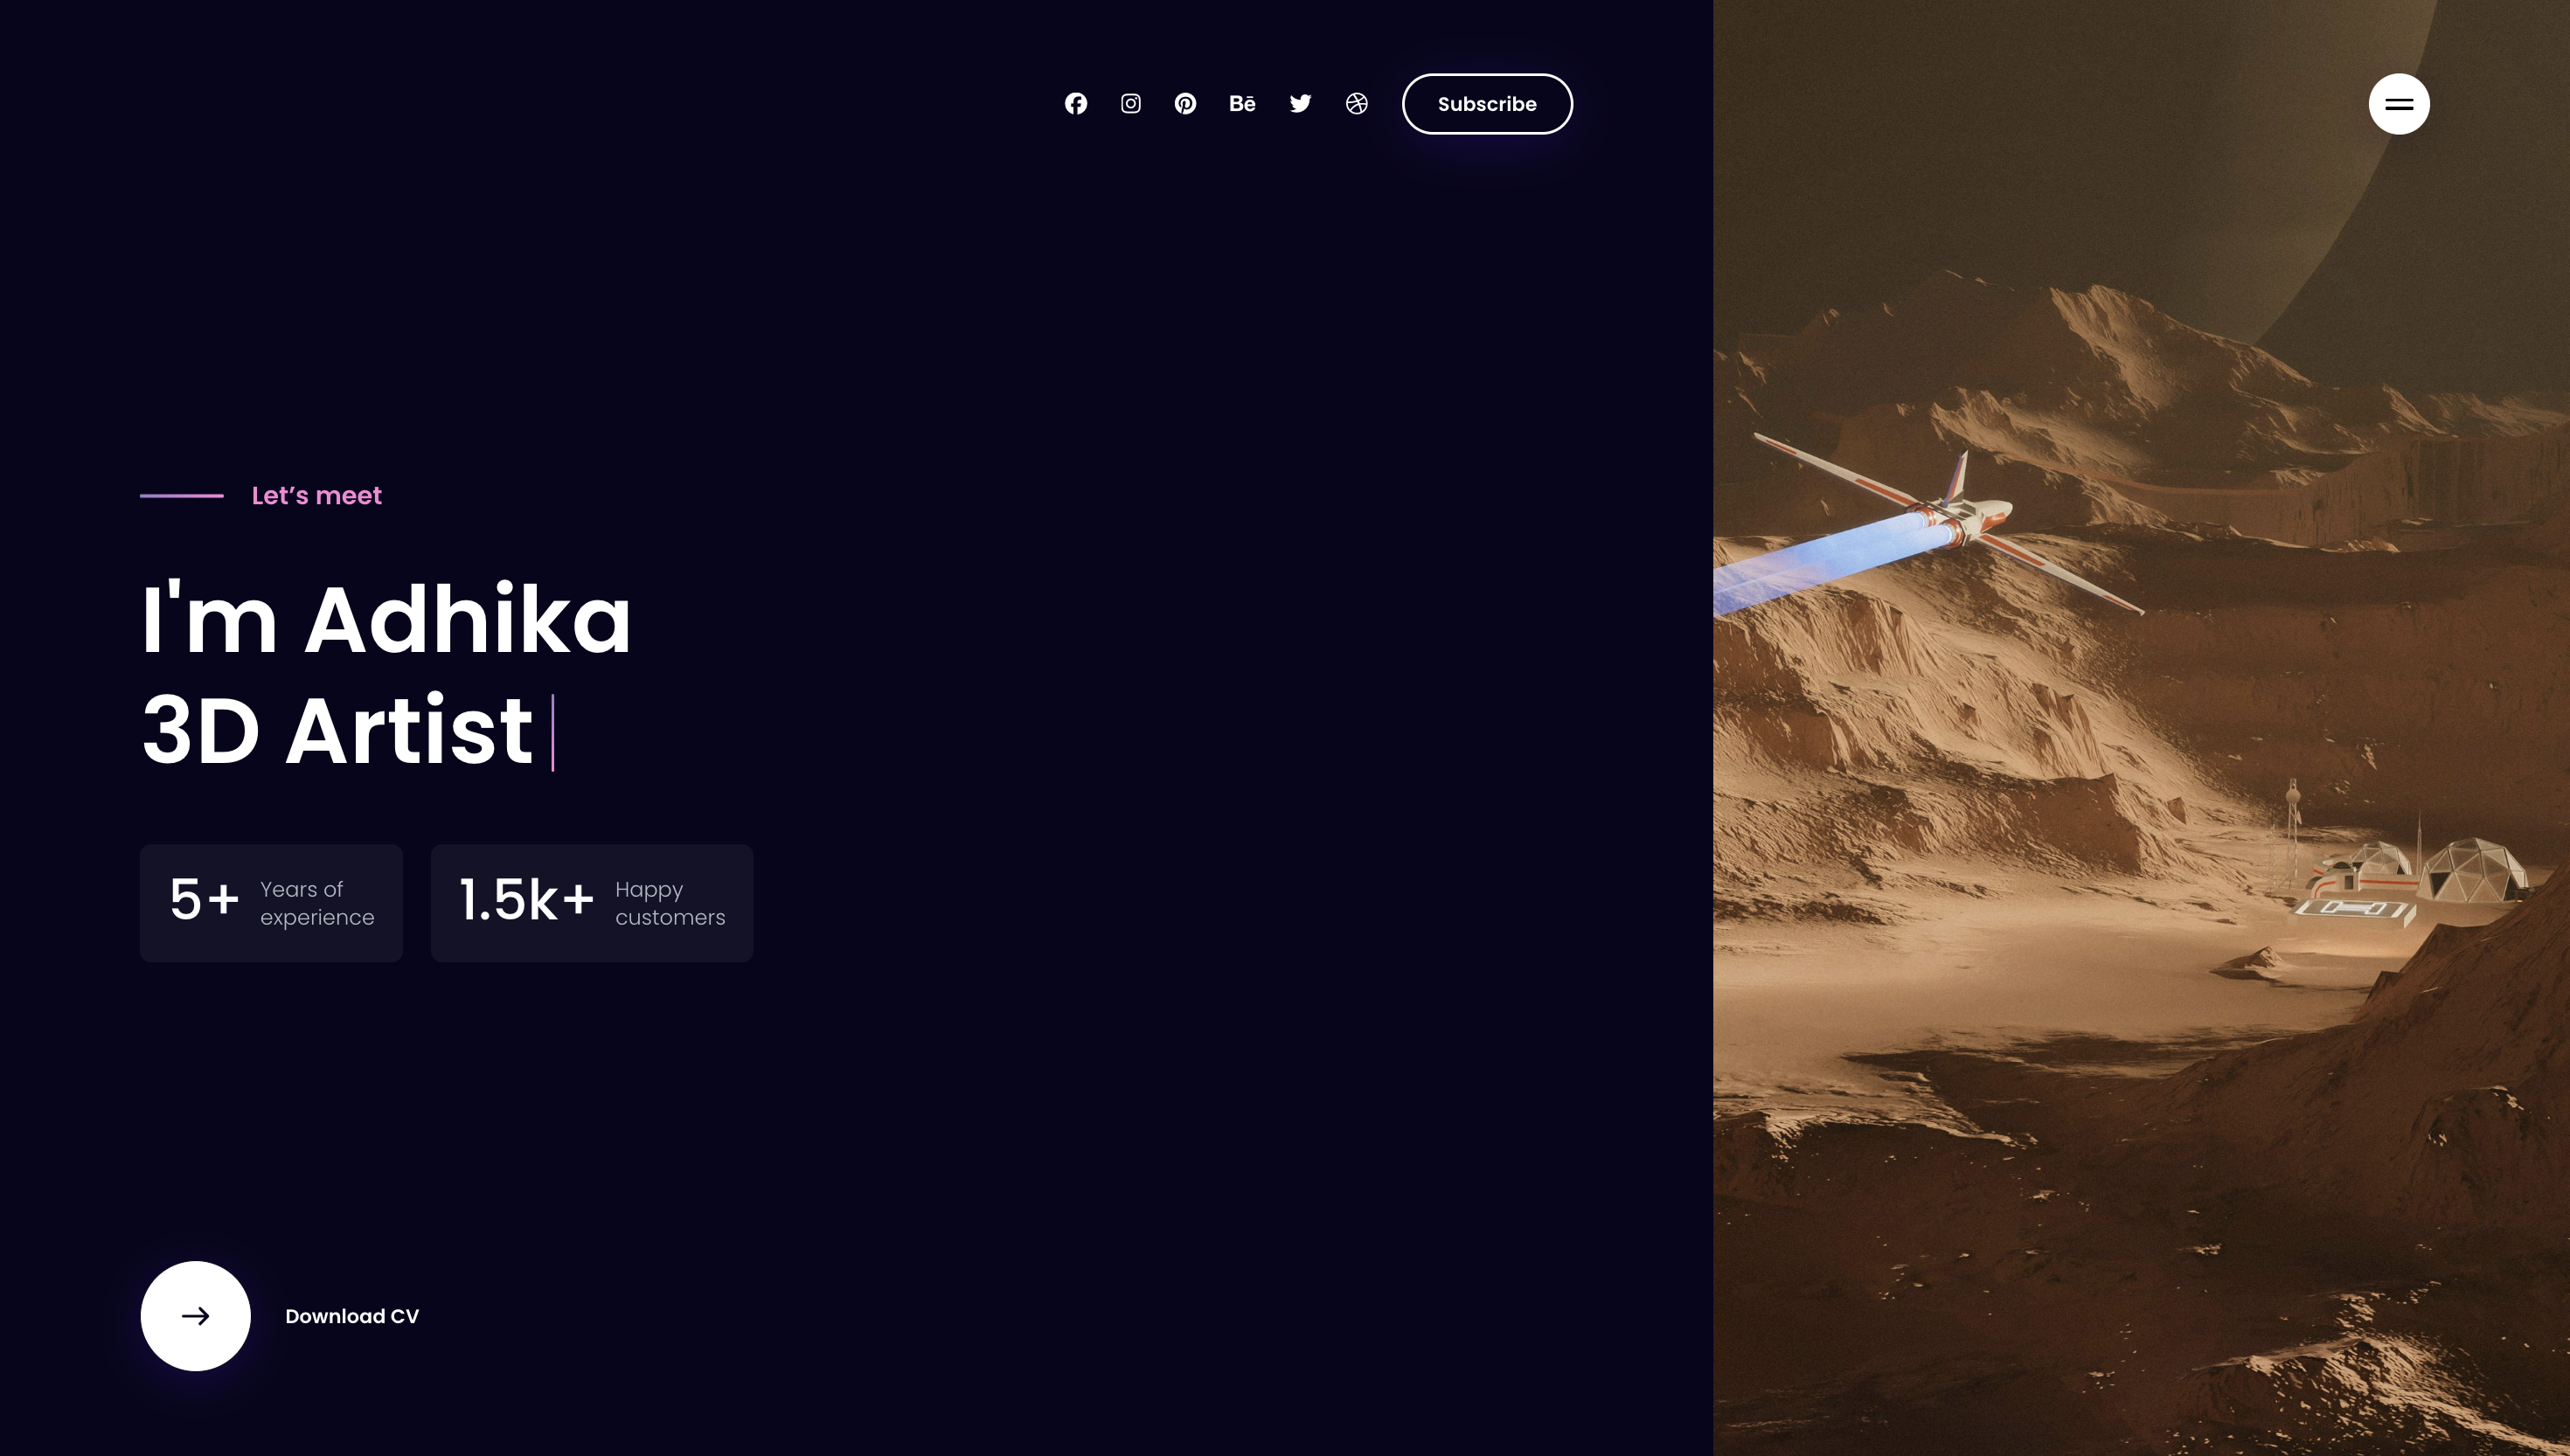 Bē
Subscribe
Let’s meet
I'm Adhika
3D Artist
5+ Years of
experience
1.5k+ Happy
customers
Download CV